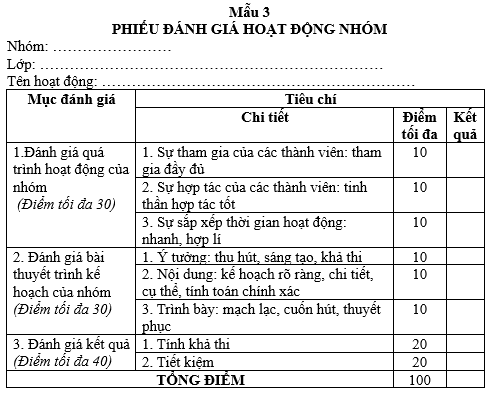 Mẫu 3
PHIẾU ĐÁNH GIÁ HOẠT ĐỘNG NHÓM
Nhóm: ……………………
Lớp: …………………………………………………………
Tên hoạt động: ……………………………………………………
Mục đánh giá
Tiêu chí
Chi tiết
Điểm
tối đa
Kết
quả
1.Đánh giá quá
trình hoạt động của
nhóm
(Điểm tối đa 30)
1. Sự tham gia của các thành viên: tham
gia đầy đủ
10
2. Sự hợp tác của các thành viên: tinh
thần hợp tác tốt
10
3. Sự sắp xếp thời gian hoạt động:
nhanh, hợp lí
10
2. Đánh giá bài
thuyết trình kế
hoạch của nhóm
(Điểm tối đa 30)
1. Ý tưởng: thu hút, sáng tạo, khả thi
10
2. Nội dung: kế hoạch rõ ràng, chi tiết,
cụ thể, tính toán chính xác
10
3. Trình bày: mạch lạc, cuốn hút, thuyết
phục
10
3. Đánh giá kết quả
(Điểm tối đa 40)
1. Tính khả thi
20
2. Tiết kiệm
20
TỔNG ĐIỂM
100